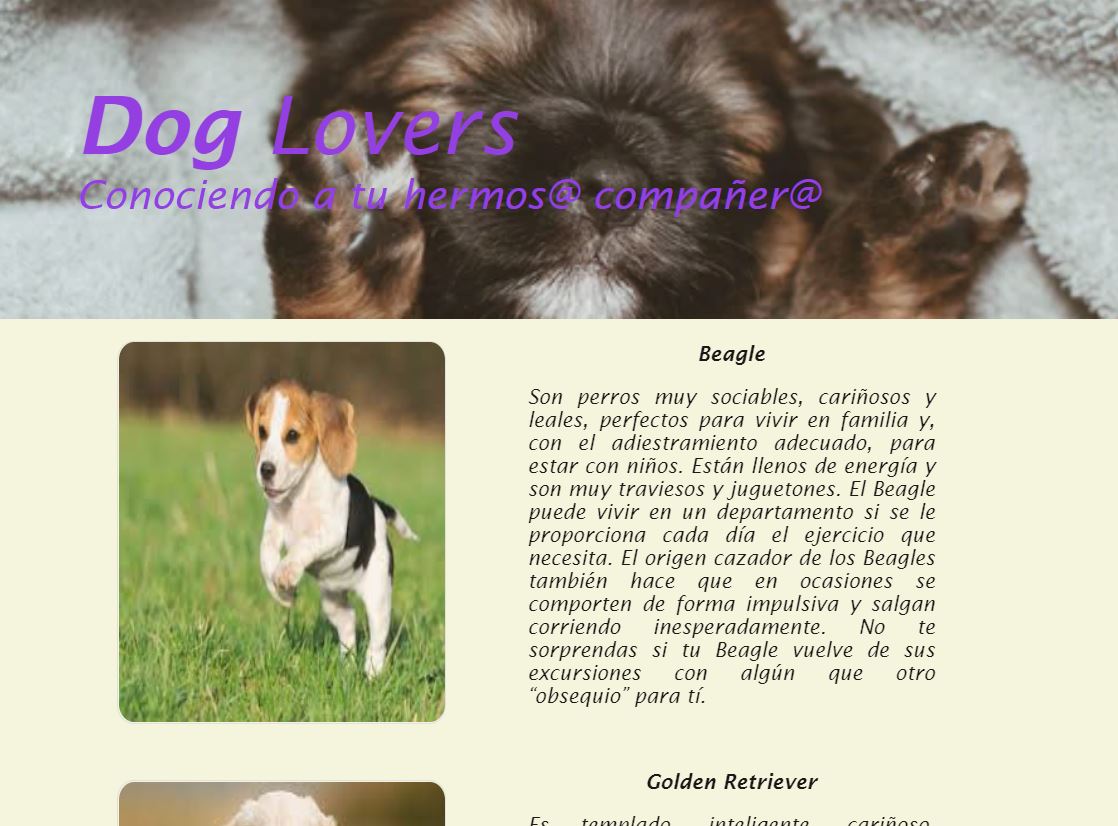 Dog Lovers
Conociendo a tu hermos@ compañer@
Beagle
Son perros muy sociables, cariñosos y
leales, perfectos para vivir en familia y,
con el adiestramiento adecuado, para
estar con niños. Están llenos de energía y
son muy traviesos y juguetones. El Beagle
puede vivir en un departamento si se le
proporciona cada día el ejercicio que
necesita. El origen cazador de los Beagles
también hace que en ocasiones se
comporten de forma impulsiva y salgan
corriendo inesperadamente. No te
sorprendas si tu Beagle vuelve de sus
excursiones con algún que otro
“obsequio” para tí.
Golden Retriever
Es templado, inteligente, cariñoso,